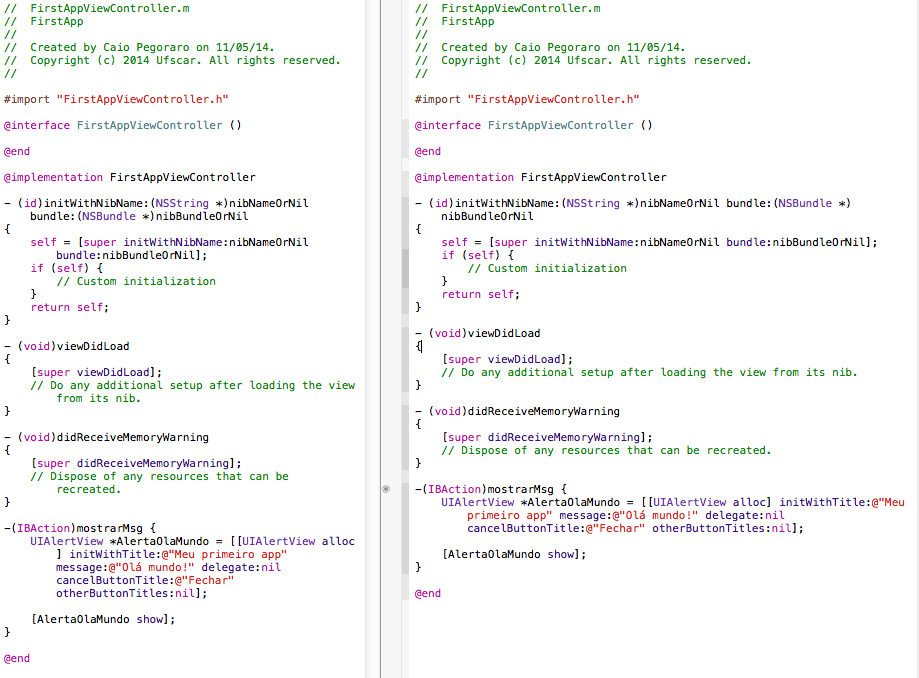 //  FirstAppViewController.m
//  FirstApp
//
//  Created by Caio Pegoraro on 11/05/14.
//  Copyright (c) 2014 Ufscar. All rights reserved.
//
#import "FirstAppViewController.h"
@interface FirstAppViewController ()
@end
@implementation FirstAppViewController
- (id)initWithNibName:(NSString *)nibNameOrNil
    bundle:(NSBundle *)nibBundleOrNil
{
    self = [super initWithNibName:nibNameOrNil
        bundle:nibBundleOrNil];
    if (self) {
        // Custom initialization
    }
    return self;
}
- (void)viewDidLoad
{
    [super viewDidLoad];
    // Do any additional setup after loading the view
        from its nib.
}
- (void)didReceiveMemoryWarning
{
    [super didReceiveMemoryWarning];
    // Dispose of any resources that can be
        recreated.
}
-(IBAction)mostrarMsg {
    UIAlertView *AlertaOlaMundo = [[UIAlertView alloc
        ] initWithTitle:@"Meu primeiro app"
        message:@"Olá mundo!" delegate:nil
        cancelButtonTitle:@"Fechar"
        otherButtonTitles:nil];
    [AlertaOlaMundo show];
}
@end
//  FirstAppViewController.m
//  FirstApp
//
//  Created by Caio Pegoraro on 11/05/14.
//  Copyright (c) 2014 Ufscar. All rights reserved.
//
#import "FirstAppViewController.h"
@interface FirstAppViewController ()
@end
@implementation FirstAppViewController
- (id)initWithNibName:(NSString *)nibNameOrNil bundle:(NSBundle *)
    nibBundleOrNil
{
    self = [super initWithNibName:nibNameOrNil bundle:nibBundleOrNil];
    if (self) {
        // Custom initialization
    }
    return self;
}
- (void)viewDidLoad
{
    [super viewDidLoad];
    // Do any additional setup after loading the view from its nib.
}
- (void)didReceiveMemoryWarning
{
    [super didReceiveMemoryWarning];
    // Dispose of any resources that can be recreated.
}
-(IBAction)mostrarMsg {
    UIAlertView *AlertaOlaMundo = [[UIAlertView alloc] initWithTitle:@"Meu
        primeiro app" message:@"Olá mundo!" delegate:nil
        cancelButtonTitle:@"Fechar" otherButtonTitles:nil];
    [AlertaOlaMundo show];
}
@end